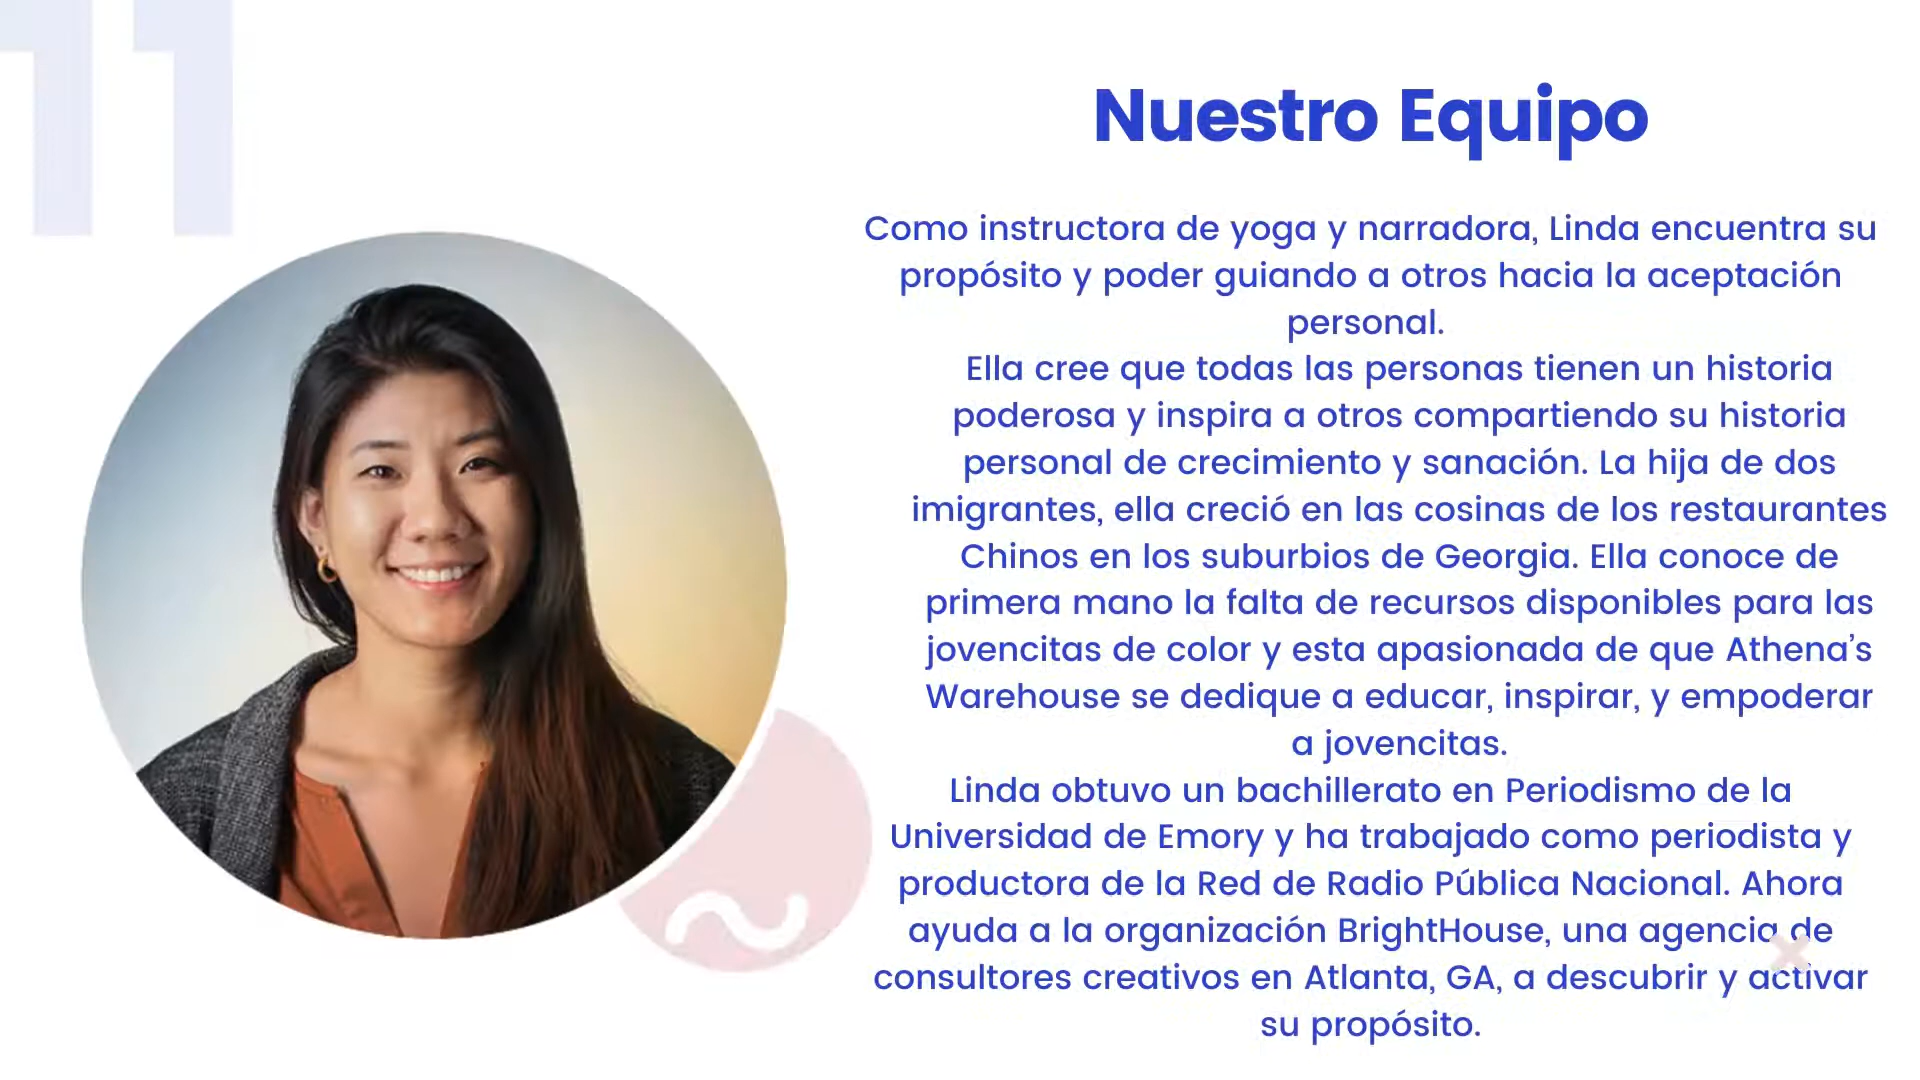 11
Nuestro Equipo
Como instructora de yoga y narradora, Linda encuentra su
propósito y poder guiando a otros hacia la aceptación
personal.
Ella cree que todas las personas tienen un historia
poderosa y inspira a otros compartiendo su historia
personal de crecimiento y sanación. La hija de dos
imigrantes, ella creció en las cosinas de los restaurantes
Chinos en los suburbios de Georgia. Ella conoce de
primera mano la falta de recursos disponibles para las
jovencitas de color y esta apasionada de que Athena’s
Warehouse se dedique a educar, inspirar, y empoderar
a jovencitas.
Linda obtuvo un bachillerato en Periodismo de la
Universidad de Emory y ha trabajado como periodista y
productora de la Red de Radio Pública Nacional. Ahora
ayuda a la organización BrightHouse, una agencia de
consultores creativos en Atlanta, GA, a descubrir y activar
su propósito.